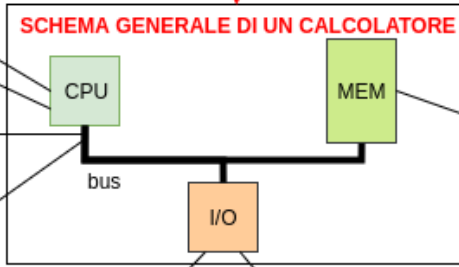 SCHEMA GENERALE DI UN CALCOLATORE
CPU
MEM
bus
I/O